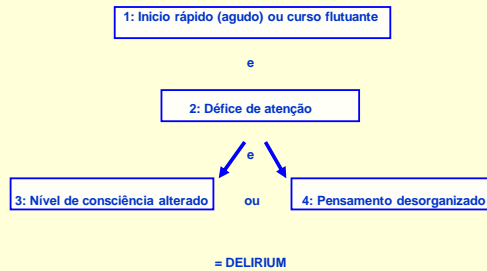 1: Inicio rápido (agudo) ou curso flutuante
e
2: Défice de atenção
e
3: Nível de consciência alterado ou 4: Pensamento desorganizado
= DELIRIUM